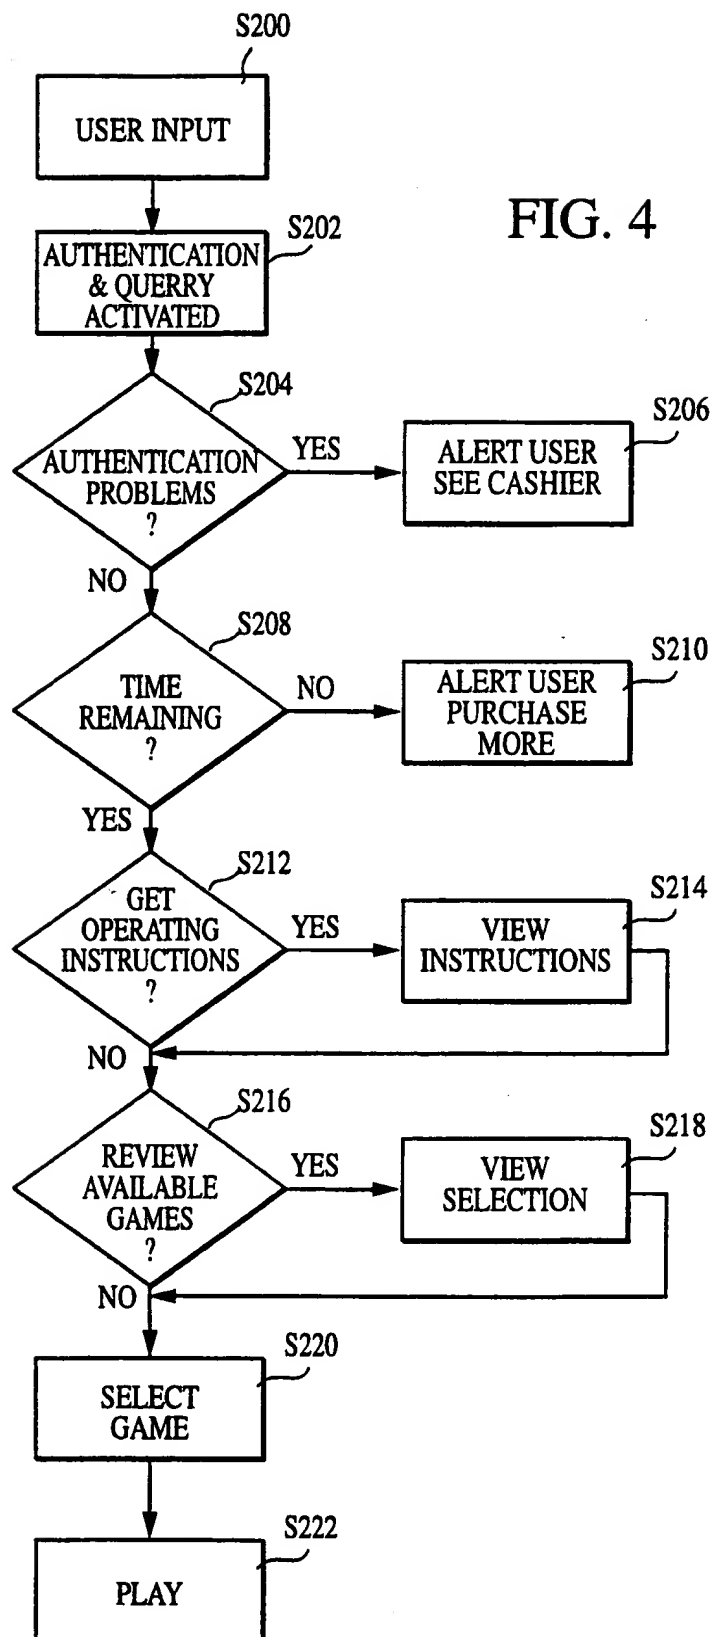 S200
USER INPUT
FIG. 4
S202
AUTHENTICATION
& QUERRY
ACTIVATED
S204
AUTHENTICATION
PROBLEMS
?
YES
S206
ALERT USER
SEE CASHIER
NO
S208
TIME
REMAINING
?
NO
S210
ALERT USER
PURCHASE
MORE
YES
S212
GET
OPERATING
INSTRUCTIONS
?
YES
S214
VIEW
INSTRUCTIONS
NO
S216
REVIEW
AVAILABLE
GAMES
?
YES
S218
VIEW
SELECTION
NO
S220
SELECT
GAME
S222
PLAY